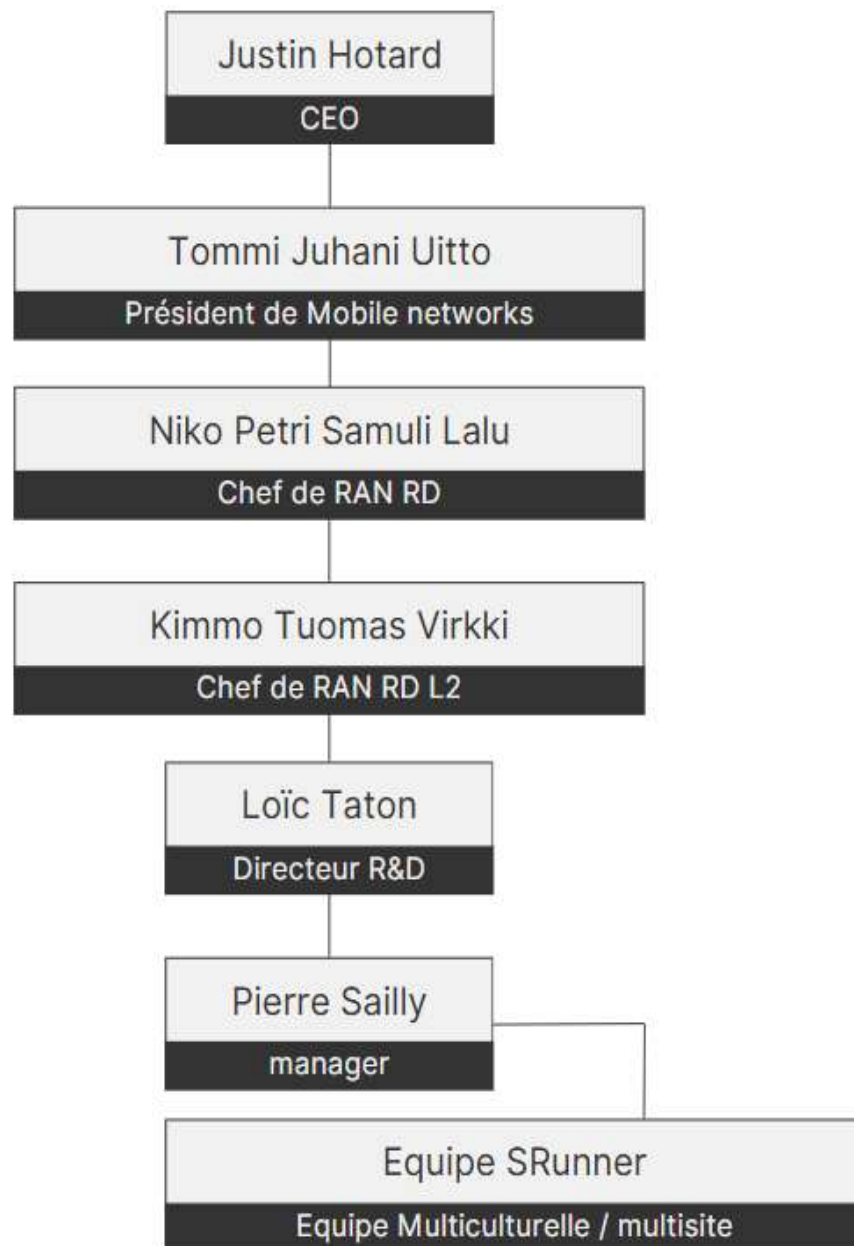 Justin Hotard
CEO
Tommi Juhani Uitto
Président de Mobile networks
Niko Petri Samuli Lalu
Chef de RAN RD
Kimmo Tuomas Virkki
Chef de RAN RD L2
Loïc Taton
Directeur R&D
Pierre Sailly
manager
Equipe SRunner
Equipe Multiculturelle / multisite